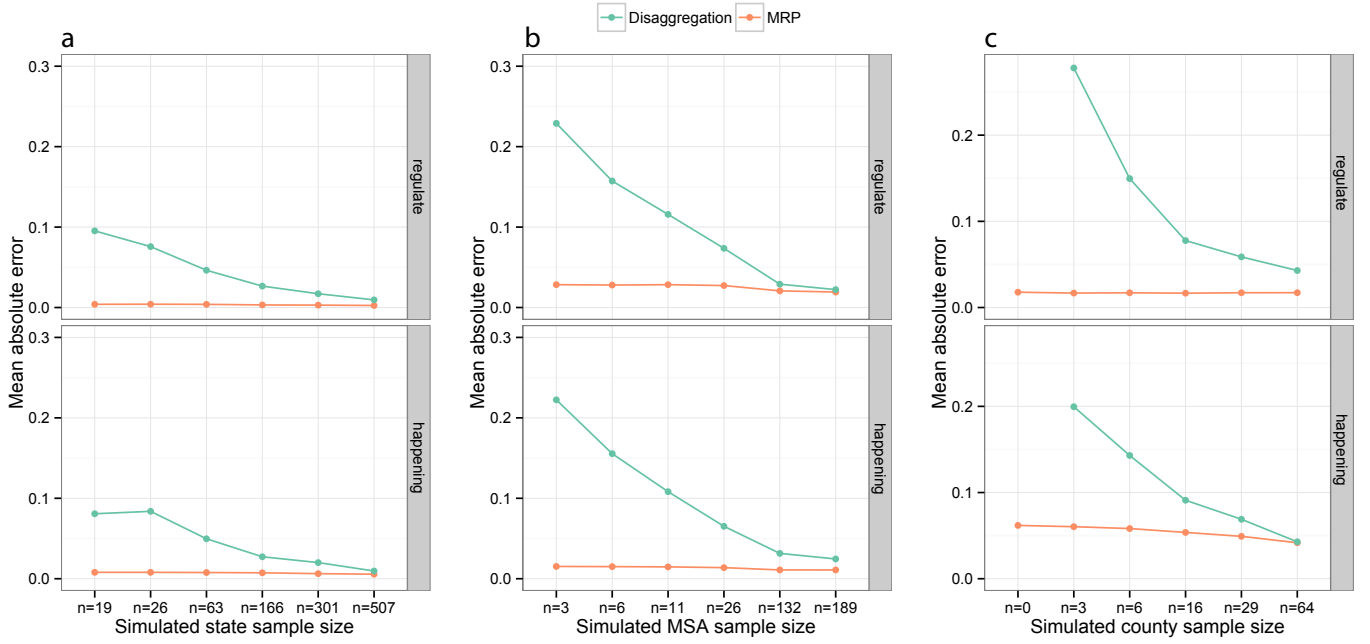 Disaggregation MRP
a
b
c
Mean absolute error
0.3
0.2
0.1
0.0
regulate
0.3
0.2
0.1
0.0
happening
n=19 n=26 n=63 n=166 n=301 n=507
Simulated state sample size
Mean absolute error
0.3
0.2
0.1
0.0
regulate
0.3
0.2
0.1
0.0
happening
n=3 n=6 n=11 n=26 n=132 n=189
Simulated MSA sample size
Mean absolute error
0.2
0.1
0.0
regulate
0.2
0.1
0.0
happening
n=0 n=3 n=6 n=16 n=29 n=64
Simulated county sample size